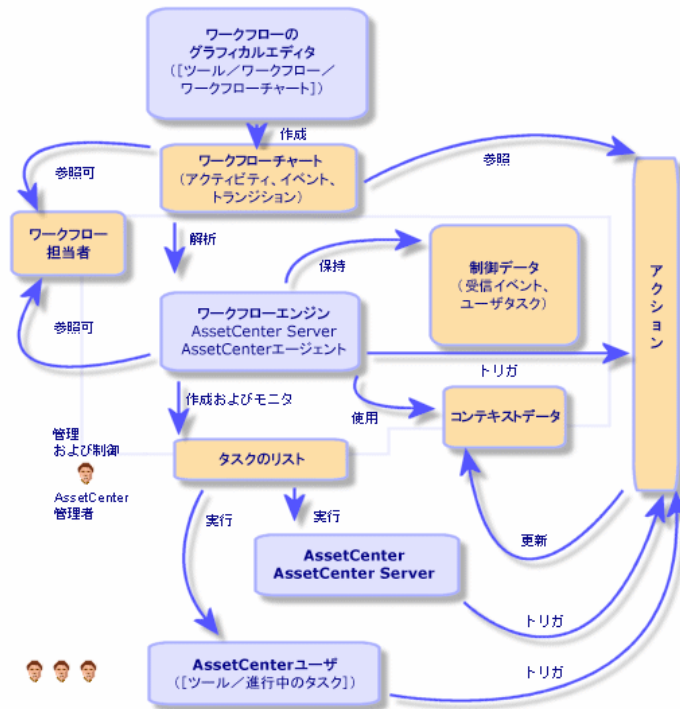 ワークフローの
グラフィカルエディタ
([ツール／ワークフロー／
ワークフローチャート])
作成
参照可
ワークフローチャート
(アクティビティ、イベント、
トランジション)
参照
ワークフロー
担当者
解析
保持
制御データ
(受信イベント、
ユーザタスク)
アクション
参照可
ワークフローエンジン
AssetCenter Server
AssetCenterエージェント
トリガ
作成およびモニタ
使用
コンテキストデータ
管理
および制御
AssetCenter
管理者
タスクのリスト
実行
実行
更新
AssetCenter
AssetCenter Server
トリガ
AssetCenterユーザ
([ツール／進行中のタスク])
トリガ